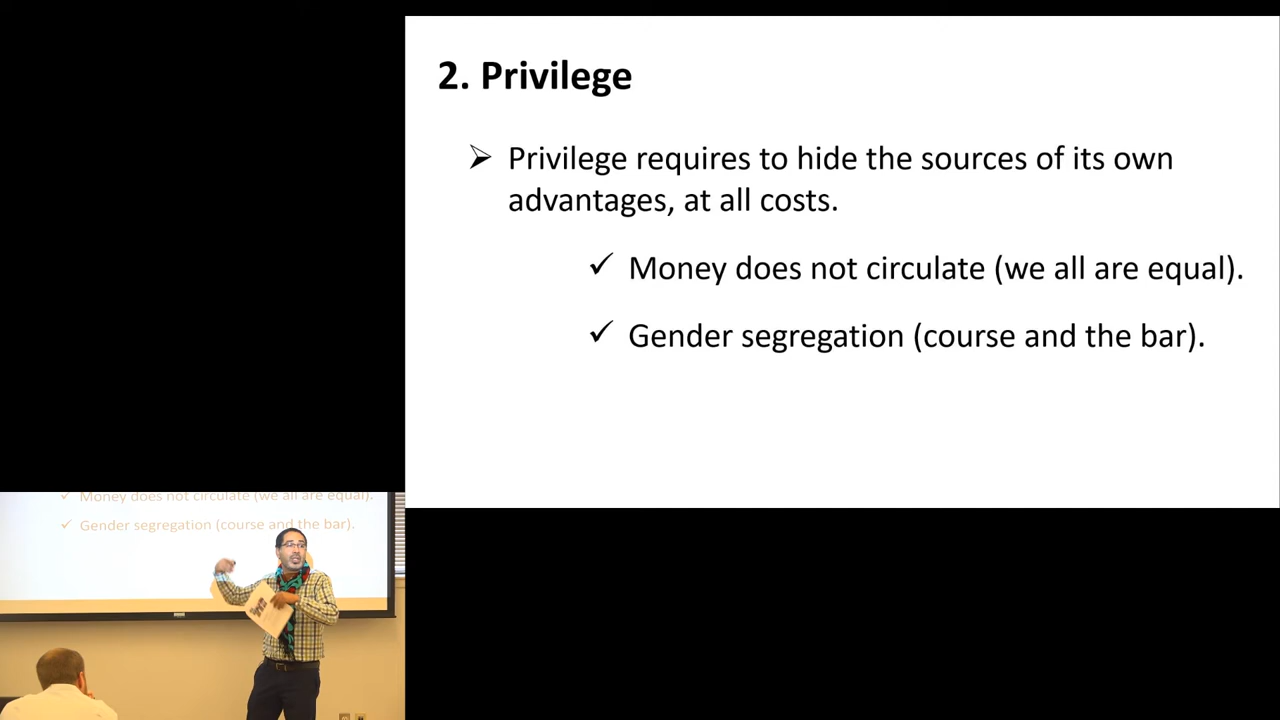 2. Privilege
Privilege requires to hide the sources of its own
advantages, at all costs.
✓ Money does not circulate (we all are equal).
✓ Gender segregation (course and the bar).
✓ Money does not circulate (we all are equal).
✓ Gender segregation (course and the bar).